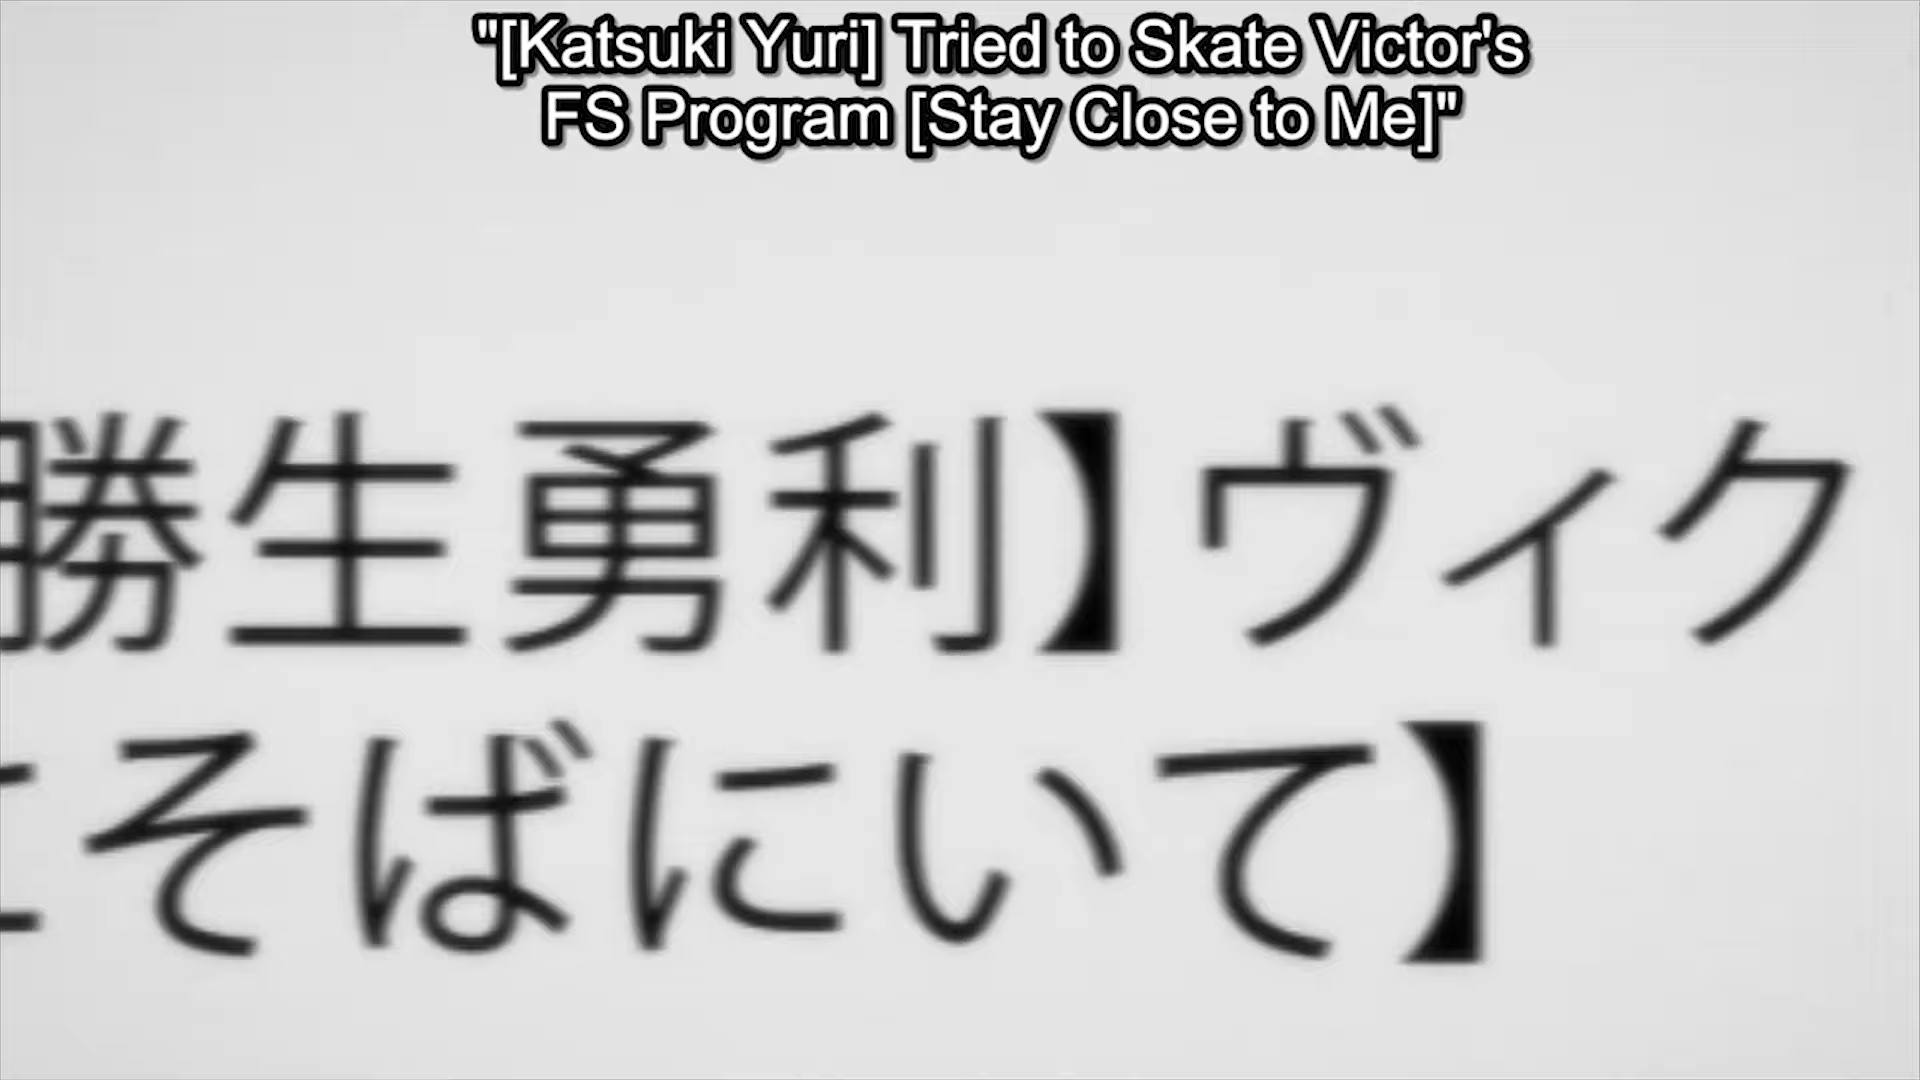 "[Katsuki Yuri] Tried to Skate Victor's
FS Program [Stay Close to Me]"
勝生勇利】ヴィク
そばにいて】